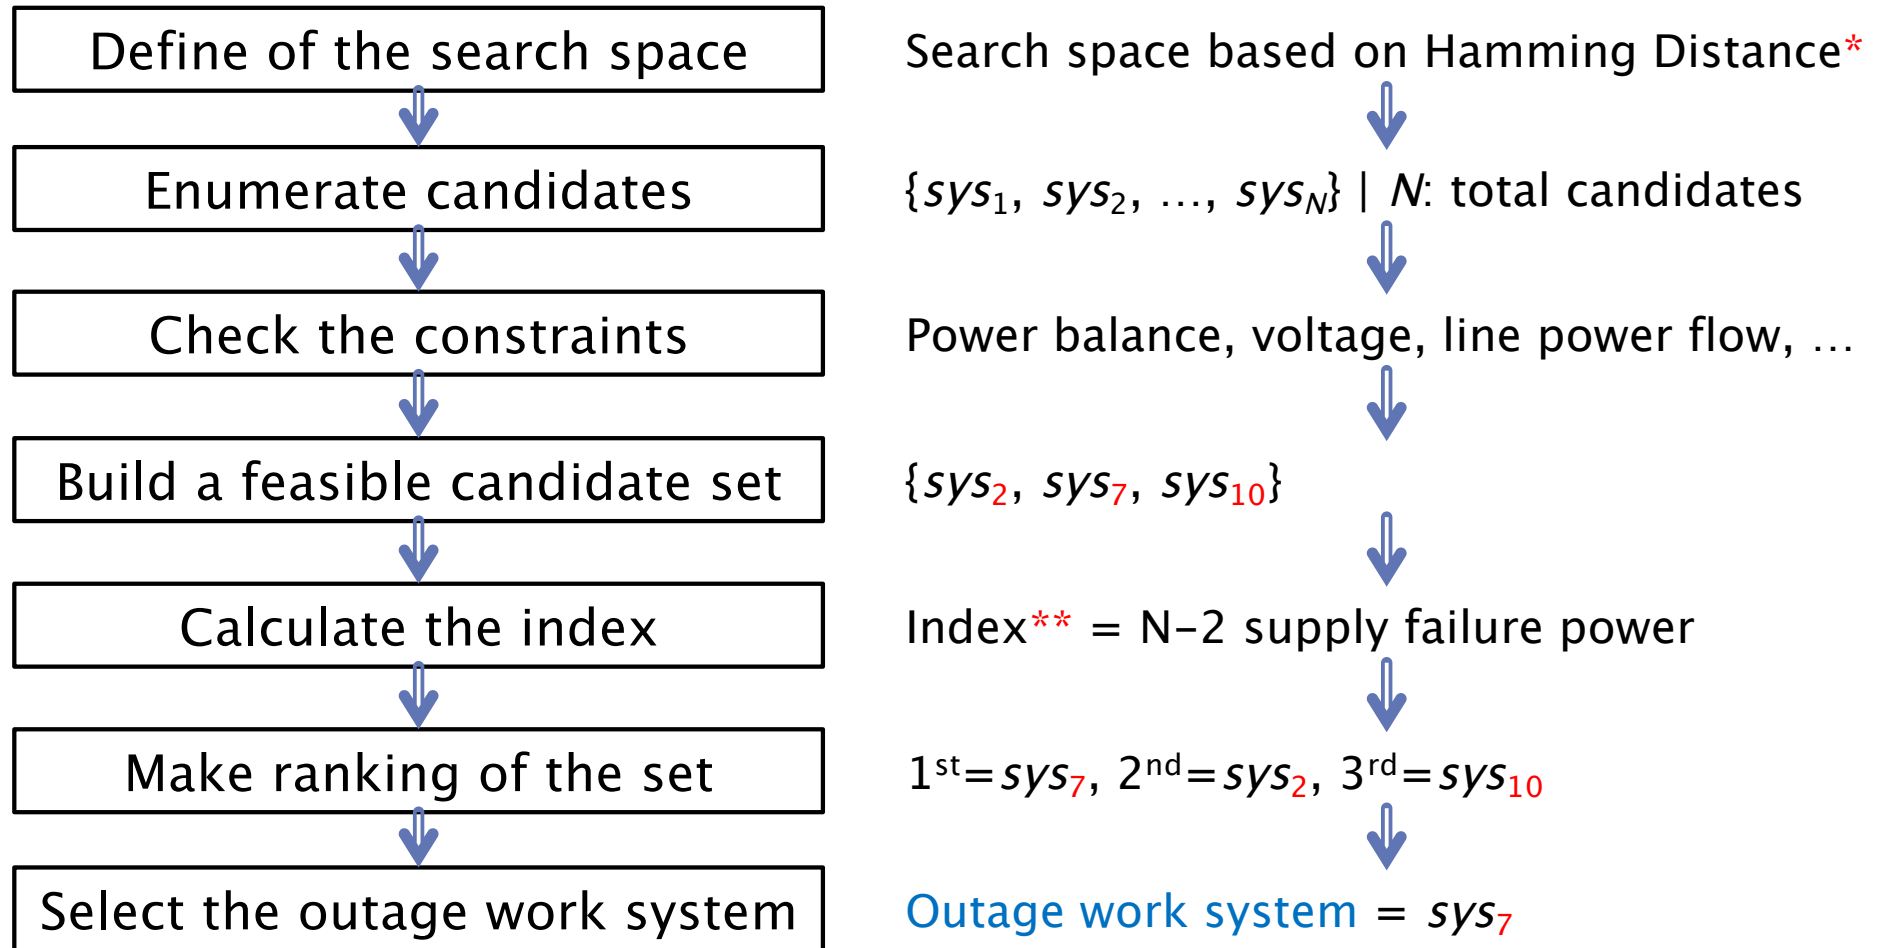 Define of the search space
Search space based on Hamming Distance*
Enumerate candidates
{sys₁, sys₂, …, sys_N} | N: total candidates
Check the constraints
Power balance, voltage, line power flow, …
Build a feasible candidate set
{sys₂, sys₇, sys₁₀}
Calculate the index
Index** = N-2 supply failure power
Make ranking of the set
1ˢᵗ=sys₇, 2ⁿᵈ=sys₂, 3ʳᵈ=sys₁₀
Select the outage work system
Outage work system = sys₇